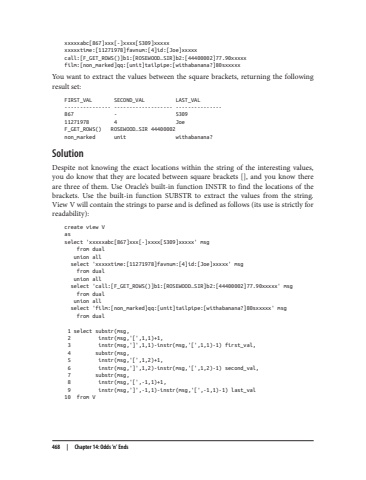 xxxxxabc[867]xxx[-]xxxx[5309]xxxxx
xxxxxtime:[11271978]favnum:[4]id:[Joe]xxxxx
call:[F_GET_ROWS()]b1:[ROSEWOOD…SIR]b2:[44400002]77.90xxxxx
film:[non_marked]qq:[unit]tailpipe:[withabanana?]80sxxxxx
You want to extract the values between the square brackets, returning the following
result set:
FIRST_VAL SECOND_VAL LAST_VAL
--------------- ------------------- ---------------
867 - 5309
11271978 4 Joe
F_GET_ROWS() ROSEWOOD…SIR 44400002
non_marked unit withabanana?
Solution
Despite not knowing the exact locations within the string of the interesting values,
you do know that they are located between square brackets [], and you know there
are three of them. Use Oracle's built-in function INSTR to find the locations of the
brackets. Use the built-in function SUBSTR to extract the values from the string.
View V will contain the strings to parse and is defined as follows (its use is strictly for
readability):
create view V
as
select 'xxxxxabc[867]xxx[-]xxxx[5309]xxxxx' msg
from dual
union all
select 'xxxxxtime:[11271978]favnum:[4]id:[Joe]xxxxx' msg
from dual
union all
select 'call:[F_GET_ROWS()]b1:[ROSEWOOD…SIR]b2:[44400002]77.90xxxxx' msg
from dual
union all
select 'film:[non_marked]qq:[unit]tailpipe:[withabanana?]80sxxxxx' msg
from dual
1 select substr(msg,
2 instr(msg,'[',1,1)+1,
3 instr(msg,']',1,1)-instr(msg,'[',1,1)-1) first_val,
4 substr(msg,
5 instr(msg,'[',1,2)+1,
6 instr(msg,']',1,2)-instr(msg,'[',1,2)-1) second_val,
7 substr(msg,
8 instr(msg,'[',-1,1)+1,
9 instr(msg,']',-1,1)-instr(msg,'[',-1,1)-1) last_val
10 from V
468 | Chapter 14: Odds 'n' Ends